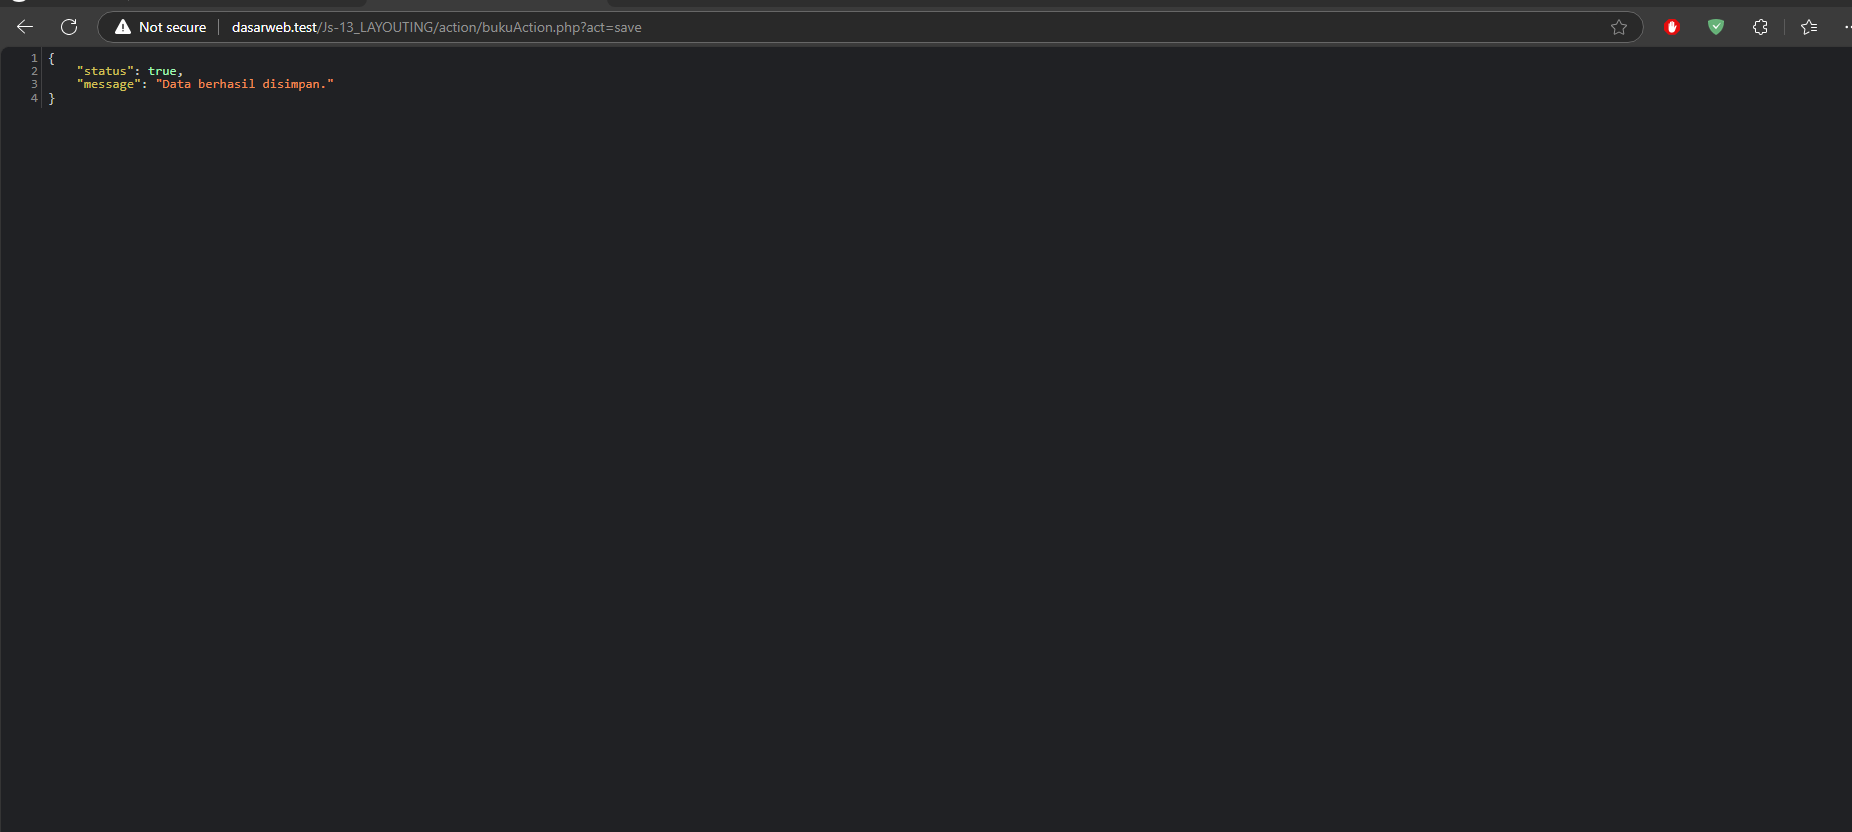 Not secure dasarweb.test/Js-13_LAYOUTING/action/bukuAction.php?act=save
1 {
2 "status": true,
3 "message": "Data berhasil disimpan."
4 }